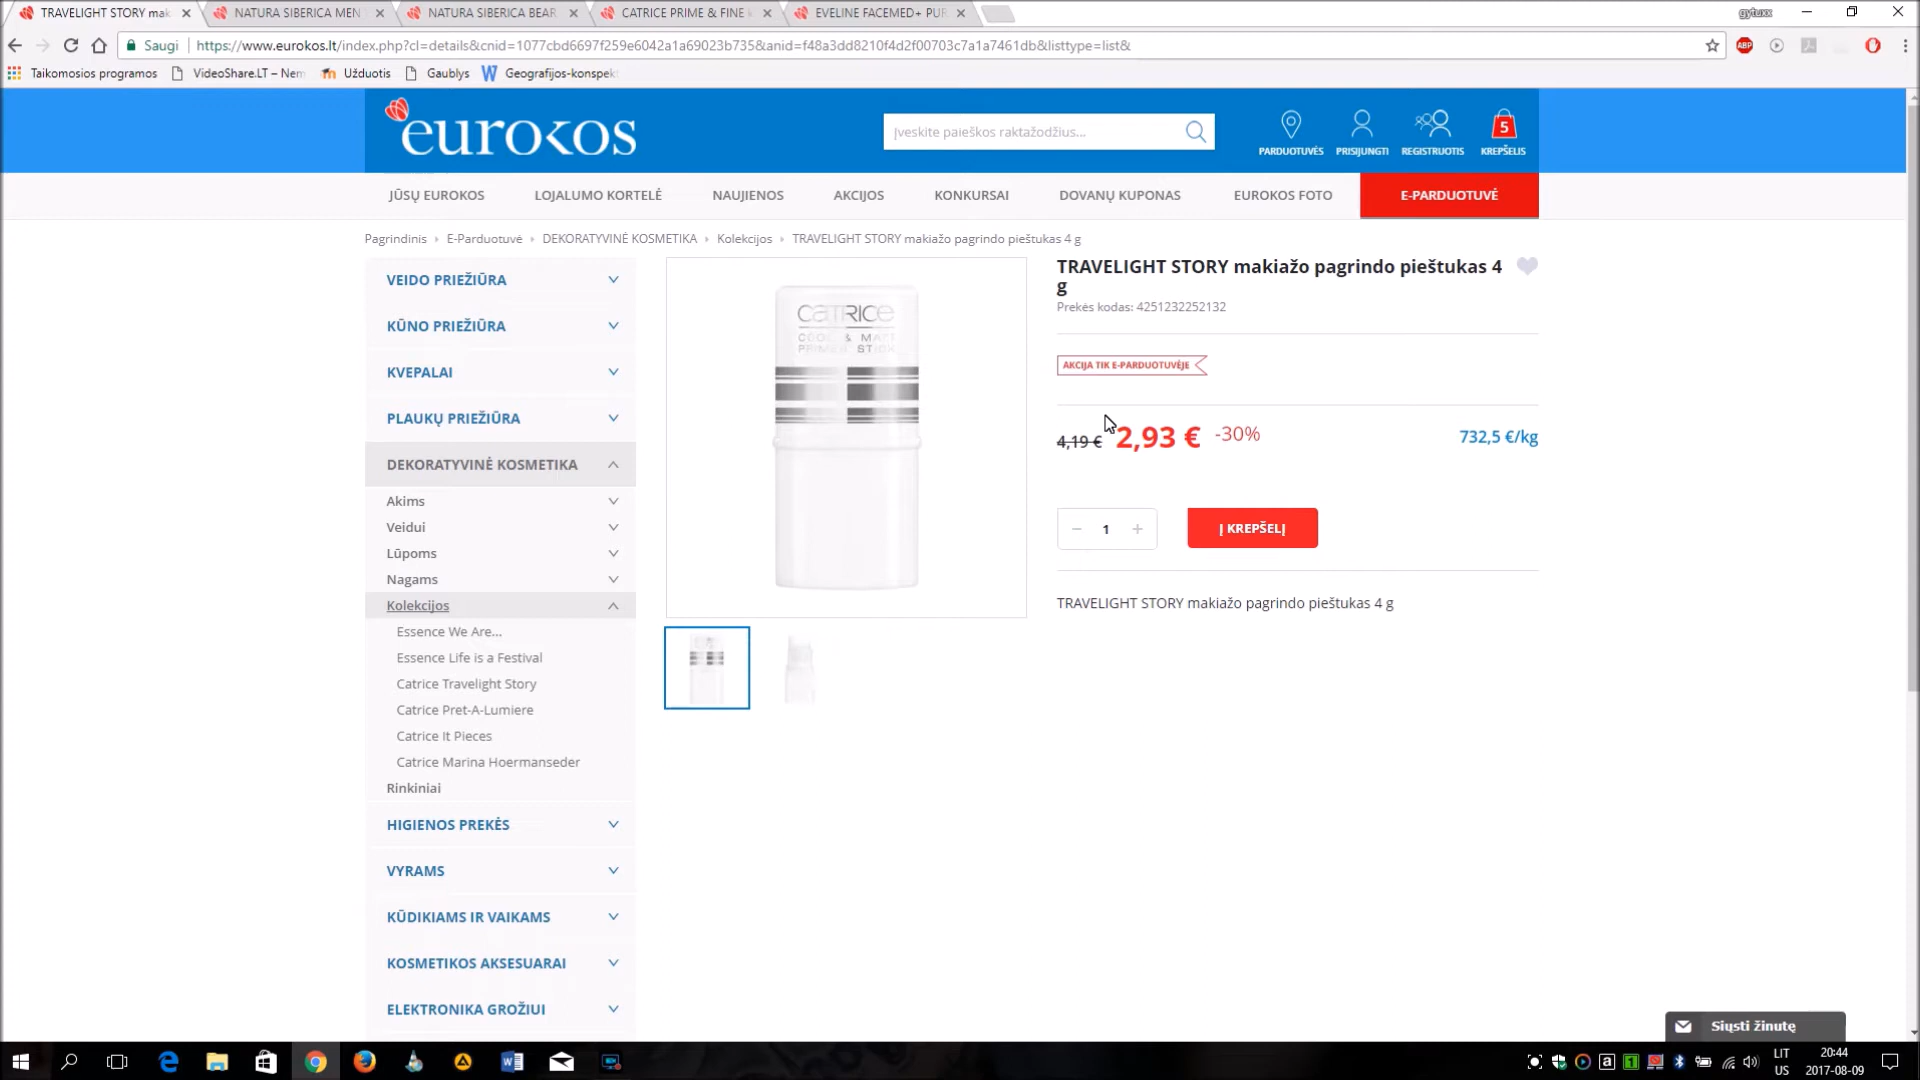 TRAVELIGHT STORY mak
NATURA SIBERICA MEN
NATURA SIBERICA BEAR
CATRICE PRIME & FINE
EVELINE FACEMED+ PUR
gytuxx
Saugi
https://www.eurokos.lt/index.php?cl=details&cnid=1077cbd6697f259e6042a1a69023b735&anid=f48a3dd8210f4d2f00703c7a1a7461db&listtype=list&
ABP
Taikomosios programos
VideoShare.LT – Nem
Užduotis
Gaublys
Geografijos-konspekt
eurokos
Įveskite paieškos raktažodžius...
5
PARDUOTUVĖS
PRISIJUNGTI
REGISTRUOTIS
KREPŠELIS
JŪSŲ EUROKOS
LOJALUMO KORTELĖ
NAUJIENOS
AKCIJOS
KONKURSAI
DOVANŲ KUPONAS
EUROKOS FOTO
E-PARDUOTUVĖ
Pagrindinis › E-Parduotuvė › DEKORATYVINĖ KOSMETIKA › Kolekcijos › TRAVELIGHT STORY makiažo pagrindo pieštukas 4 g
VEIDO PRIEŽIŪRA
KŪNO PRIEŽIŪRA
KVEPALAI
PLAUKŲ PRIEŽIŪRA
DEKORATYVINĖ KOSMETIKA
Akims
Veidui
Lūpoms
Nagams
Kolekcijos
Essence We Are...
Essence Life is a Festival
Catrice Travelight Story
Catrice Pret-A-Lumiere
Catrice It Pieces
Catrice Marina Hoermanseder
Rinkiniai
HIGIENOS PREKĖS
VYRAMS
KŪDIKIAMS IR VAIKAMS
KOSMETIKOS AKSESUARAI
ELEKTRONIKA GROŽIUI
CATRICE
COOL & MATT
PRIMER STICK
TRAVELIGHT STORY makiažo pagrindo pieštukas 4
g
Prekės kodas: 4251232252132
AKCIJA TIK E-PARDUOTUVĖJE
4,19 € 2,93 € -30%
732,5 €/kg
− 1 +
Į KREPŠELĮ
TRAVELIGHT STORY makiažo pagrindo pieštukas 4 g
Siųsti žinutę
LIT
US
20:44
2017-08-09